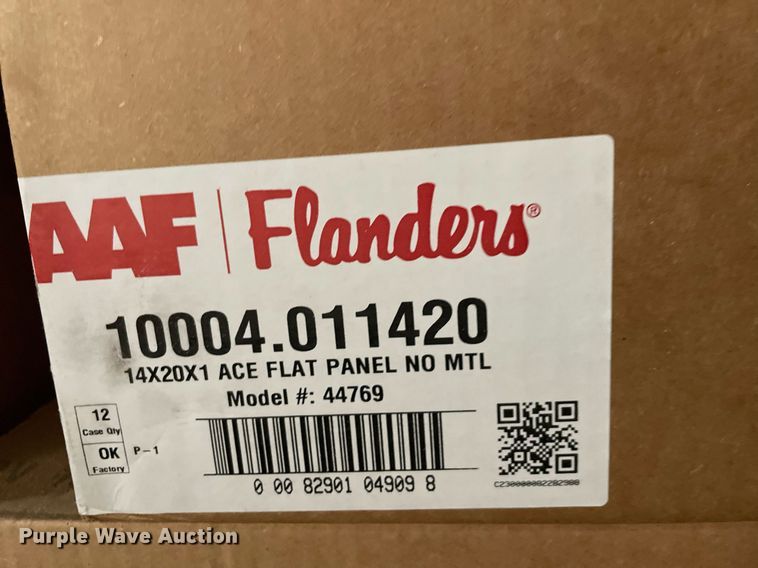 AAF | Flanders®
10004.011420
14X20X1 ACE FLAT PANEL NO MTL
Model #: 44769
12
Case Qty
OK
Factory
P-1
0 00 82901 04909 8
C2300000822B2988
Purple Wave Auction